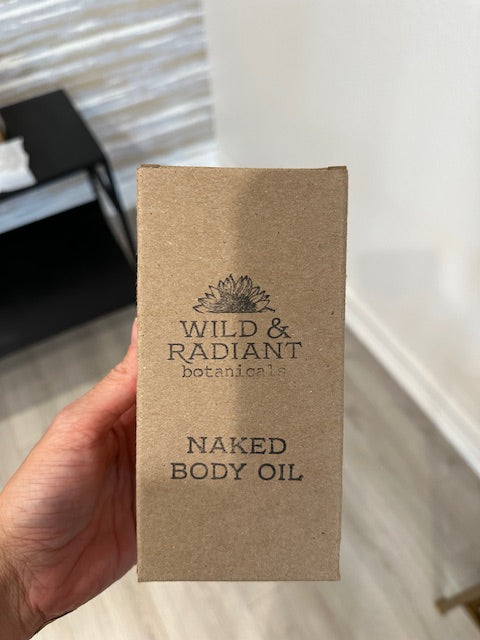 WILD &
RADIANT
botanicals
NAKED
BODY OIL